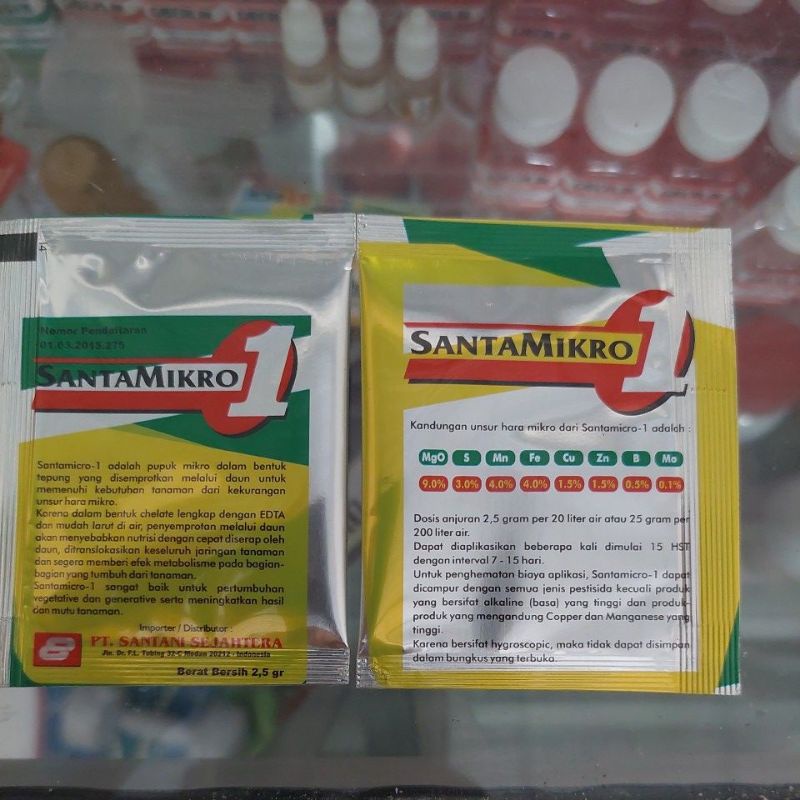 Nomor Pendaftaran
01.03.2015.275
SANTAMIKRO 1
Santamicro-1 adalah pupuk mikro dalam bentuk
tepung yang disemprotkan melalui daun untuk
memenuhi kebutuhan tanaman dari kekurangan
unsur hara mikro.
Karena dalam bentuk chelate lengkap dengan EDTA
dan mudah larut di air, penyemprotan melalui daun
akan menyebabkan nutrisi dengan cepat diserap oleh
daun, ditranslokasikan keseluruh jaringan tanaman
dan segera memberi efek metabolisme pada bagian-
bagian yang tumbuh dari tanaman.
Santamicro-1 sangat baik untuk pertumbuhan
vegetative dan generative serta meningkatkan hasil
dan mutu tanaman.
Importer / Distributor :
PT. SANTANI SEJAHTERA
Jln. Dr. F.L. Tobing 37-C Medan 20212 - Indonesia
Berat Bersih 2,5 gr
SANTAMIKRO 1
Kandungan unsur hara mikro dari Santamicro-1 adalah :
MgO S Mn Fe Cu Zn B Mo
9.0% 3.0% 4.0% 4.0% 1.5% 1.5% 0.5% 0.1%
Dosis anjuran 2,5 gram per 20 liter air atau 25 gram per
200 liter air.
Dapat diaplikasikan beberapa kali dimulai 15 HST
dengan interval 7 - 15 hari.
Untuk penghematan biaya aplikasi, Santamicro-1 dapat
dicampur dengan semua jenis pestisida kecuali produk
yang bersifat alkaline (basa) yang tinggi dan produk-
produk yang mengandung Copper dan Manganese yang
tinggi.
Karena bersifat hygroscopic, maka tidak dapat disimpan
dalam bungkus yang terbuka.